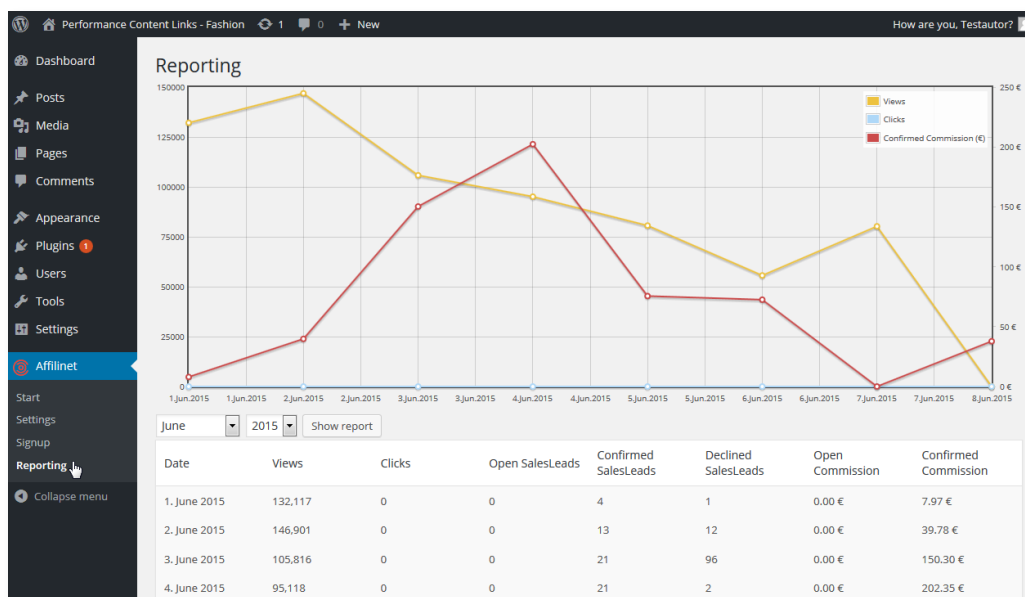 Performance Content Links - Fashion 1 0 New How are you, Testautor?
Dashboard
Posts
Media
Pages
Comments
Appearance
Plugins 1
Users
Tools
Settings
Affilinet
Start
Settings
Signup
Reporting
Collapse menu
Reporting
150000
125000
100000
75000
50000
25000
0
250 €
200 €
150 €
100 €
50 €
0 €
Views
Clicks
Confirmed Commission (€)
1.Jun.2015 1.Jun.2015 2.Jun.2015 2.Jun.2015 3.Jun.2015 3.Jun.2015 4.Jun.2015 4.Jun.2015 5.Jun.2015 5.Jun.2015 6.Jun.2015 6.Jun.2015 7.Jun.2015 7.Jun.2015 8.Jun.2015
June 2015 Show report
Date Views Clicks Open SalesLeads Confirmed SalesLeads Declined SalesLeads Open Commission Confirmed Commission
1. June 2015 132,117 0 0 4 1 0.00 € 7.97 €
2. June 2015 146,901 0 0 13 12 0.00 € 39.78 €
3. June 2015 105,816 0 0 21 96 0.00 € 150.30 €
4. June 2015 95,118 0 0 21 2 0.00 € 202.35 €